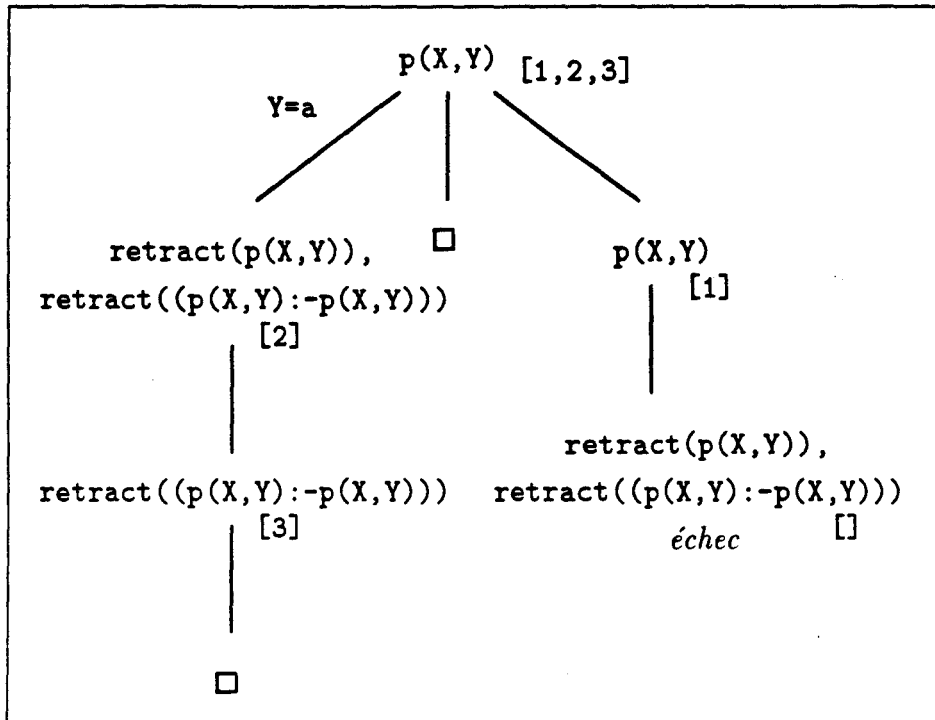 p(X,Y) [1,2,3]
Y=a
retract(p(X,Y)),
retract((p(X,Y):-p(X,Y)))
[2]
p(X,Y)
[1]
retract((p(X,Y):-p(X,Y)))
[3]
retract(p(X,Y)),
retract((p(X,Y):-p(X,Y)))
[]
échec